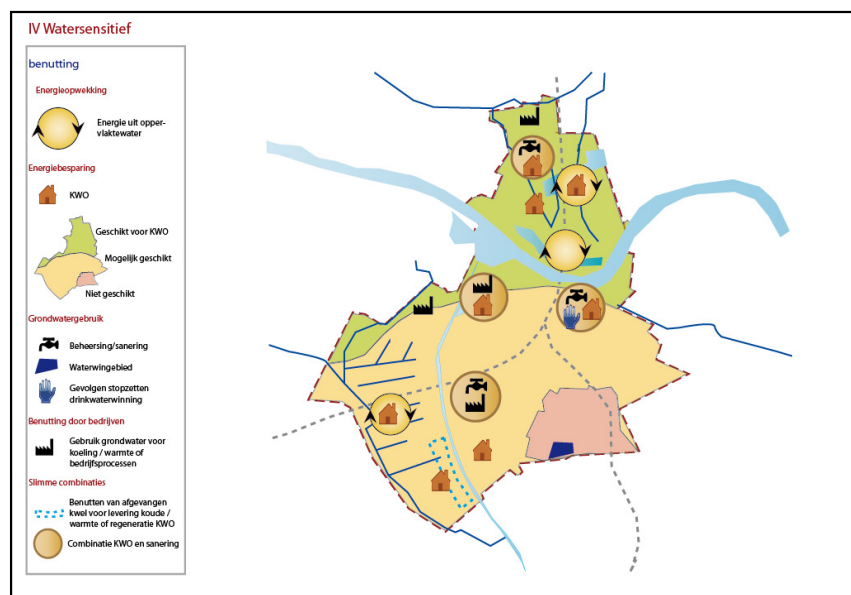 IV Watersensitief
benutting
Energieopwekking
Energie uit opper-
vlaktewater
Energiebesparing
KWO
Geschikt voor KWO
Mogelijk geschikt
Niet geschikt
Grondwatergebruik
Beheersing/sanering
Waterwingebied
Gevolgen stopzetten
drinkwaterwinning
Benutting door bedrijven
Gebruik grondwater voor
koeling / warmte of
bedrijfsprocessen
Slimme combinaties
Benutten van afgevangen
kwel voor levering koude /
warmte of regeneratie KWO
Combinatie KWO en sanering